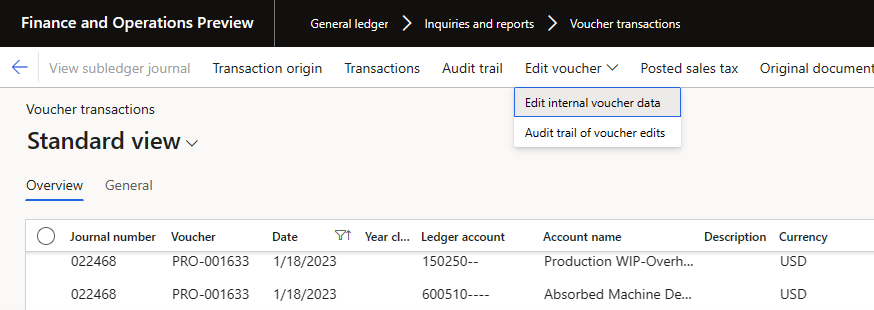 Finance and Operations Preview General ledger Inquiries and reports Voucher transactions
View subledger journal Transaction origin Transactions Audit trail Edit voucher Posted sales tax Original document
Edit internal voucher data
Audit trail of voucher edits
Voucher transactions
Standard view
Overview General
Journal number Voucher Date Year cl... Ledger account Account name Description Currency
022468 PRO-001633 1/18/2023 150250-- Production WIP-Overh... USD
022468 PRO-001633 1/18/2023 600510---- Absorbed Machine De... USD